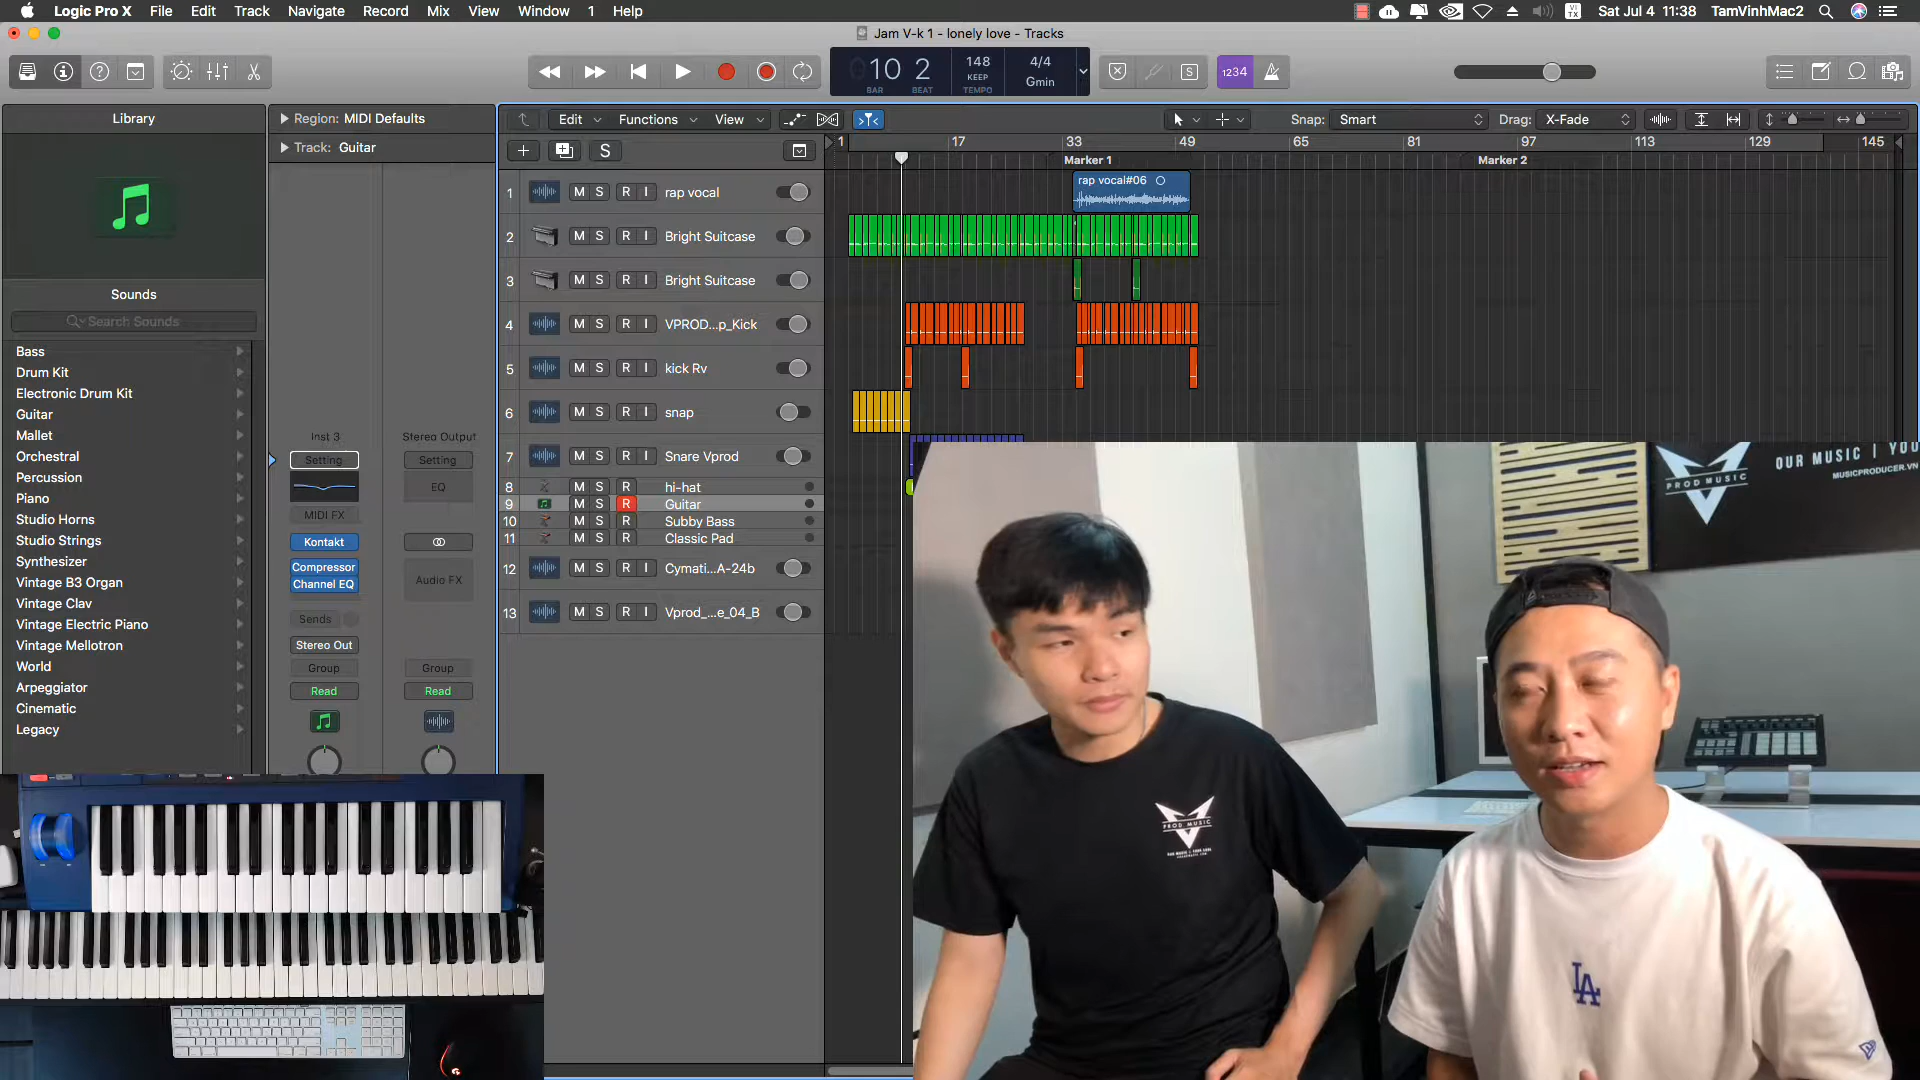 Logic Pro X File Edit Track Navigate Record Mix View Window 1 Help
VI TX Sat Jul 4 11:38 TamVinhMac2
Jam V-k 1 - lonely love - Tracks
10 2
BAR BEAT
148
KEEP
TEMPO
4/4
Gmin
S
1234
Library
Region: MIDI Defaults
Track: Guitar
Edit Functions View
Snap: Smart
Drag: X-Fade
S
1 17 33 49 65 81 97 113 129 145
Marker 1 Marker 2
Sounds
Search Sounds
Bass
Drum Kit
Electronic Drum Kit
Guitar
Mallet
Orchestral
Percussion
Piano
Studio Horns
Studio Strings
Synthesizer
Vintage B3 Organ
Vintage Clav
Vintage Electric Piano
Vintage Mellotron
World
Arpeggiator
Cinematic
Legacy
Inst 3
Setting
MIDI FX
Kontakt
Compressor
Channel EQ
Sends
Stereo Out
Group
Read
Stereo Output
Setting
EQ
Audio FX
Group
Read
1 M S R I rap vocal
2 M S R I Bright Suitcase
3 M S R I Bright Suitcase
4 M S R I VPROD...p_Kick
5 M S R I kick Rv
6 M S R I snap
7 M S R I Snare Vprod
8 M S R hi-hat
9 M S R Guitar
10 M S R Subby Bass
11 M S R Classic Pad
12 M S R I Cymati...A-24b
13 M S R I Vprod_...e_04_B
rap vocal#06
PROD MUSIC
OUR MUSIC | YOU
MUSICPRODUCER.VN
PROD MUSIC
LA